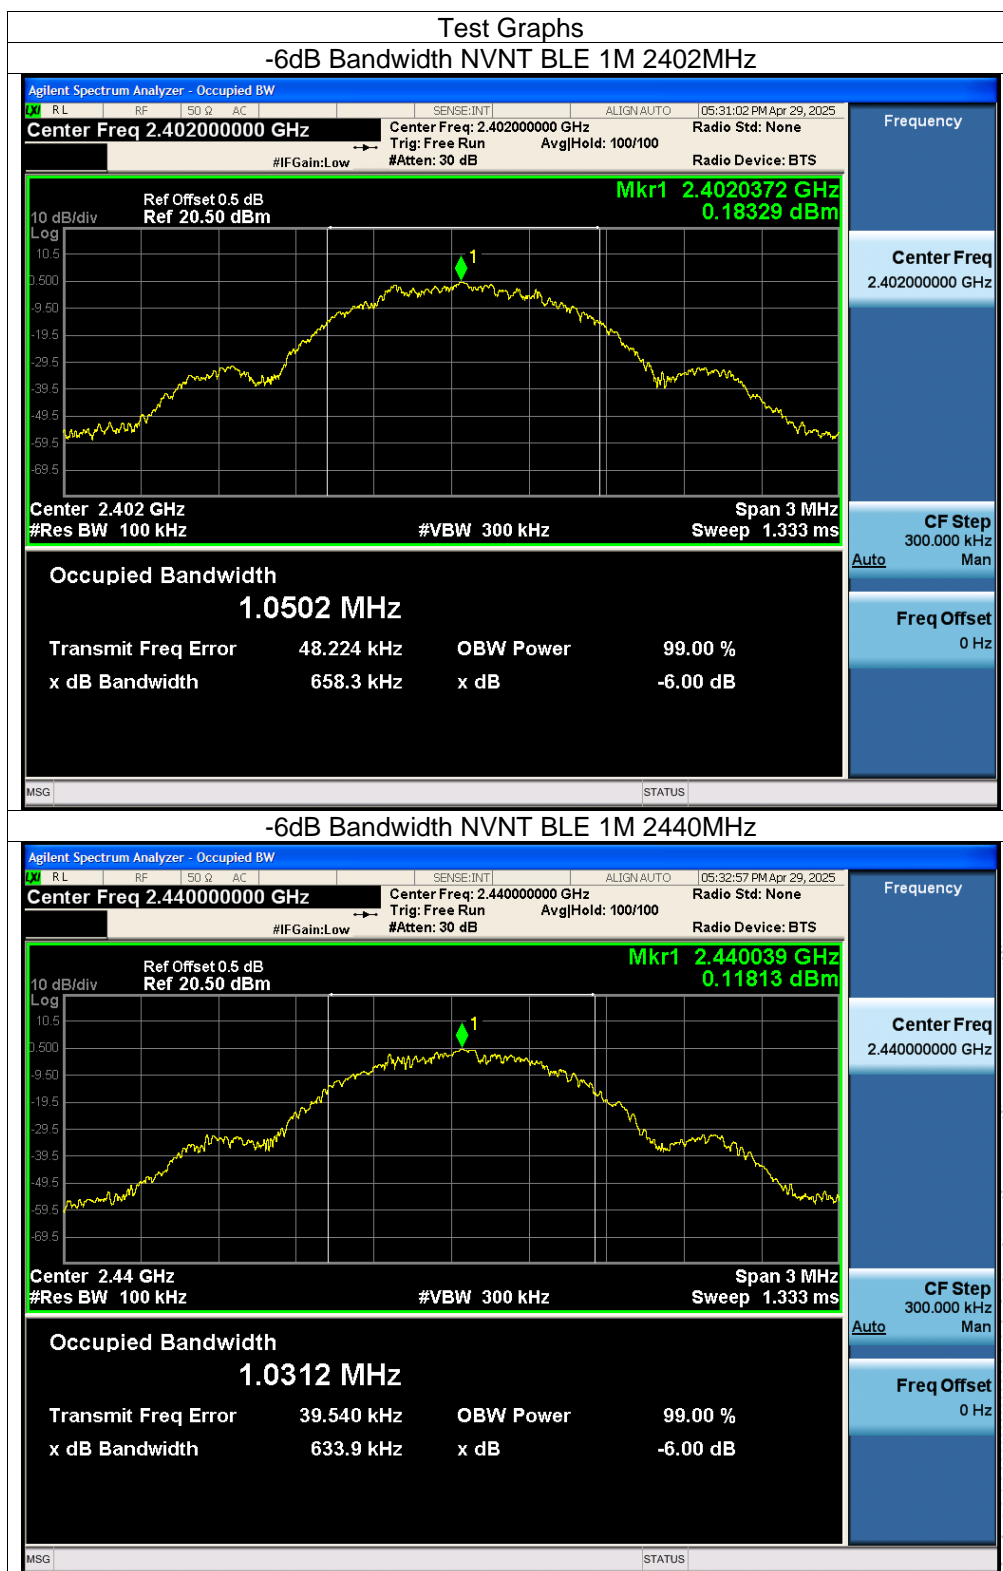 Test Graphs
-6dB Bandwidth NVNT BLE 1M 2402MHz
Agilent Spectrum Analyzer - Occupied BW
LXI RL RF 50 Ω AC SENSE:INT ALIGN AUTO 05:31:02 PM Apr 29, 2025
Center Freq 2.402000000 GHz
Center Freq: 2.402000000 GHz
Radio Std: None
Trig: Free Run Avg|Hold: 100/100
#IFGain:Low #Atten: 30 dB Radio Device: BTS
Frequency
Mkr1 2.4020372 GHz
0.18329 dBm
Ref Offset 0.5 dB
10 dB/div Ref 20.50 dBm
Log
10.5
0.500
-9.50
-19.5
-29.5
-39.5
-49.5
-59.5
-69.5
1
Center 2.402 GHz Span 3 MHz
#Res BW 100 kHz #VBW 300 kHz Sweep 1.333 ms
Center Freq
2.402000000 GHz
CF Step
300.000 kHz
Auto Man
Freq Offset
0 Hz
Occupied Bandwidth
1.0502 MHz
Transmit Freq Error 48.224 kHz OBW Power 99.00 %
x dB Bandwidth 658.3 kHz x dB -6.00 dB
MSG STATUS
-6dB Bandwidth NVNT BLE 1M 2440MHz
Agilent Spectrum Analyzer - Occupied BW
LXI RL RF 50 Ω AC SENSE:INT ALIGN AUTO 05:32:57 PM Apr 29, 2025
Center Freq 2.440000000 GHz
Center Freq: 2.440000000 GHz
Radio Std: None
Trig: Free Run Avg|Hold: 100/100
#IFGain:Low #Atten: 30 dB Radio Device: BTS
Frequency
Mkr1 2.440039 GHz
0.11813 dBm
Ref Offset 0.5 dB
10 dB/div Ref 20.50 dBm
Log
10.5
0.500
-9.50
-19.5
-29.5
-39.5
-49.5
-59.5
-69.5
1
Center 2.44 GHz Span 3 MHz
#Res BW 100 kHz #VBW 300 kHz Sweep 1.333 ms
Center Freq
2.440000000 GHz
CF Step
300.000 kHz
Auto Man
Freq Offset
0 Hz
Occupied Bandwidth
1.0312 MHz
Transmit Freq Error 39.540 kHz OBW Power 99.00 %
x dB Bandwidth 633.9 kHz x dB -6.00 dB
MSG STATUS